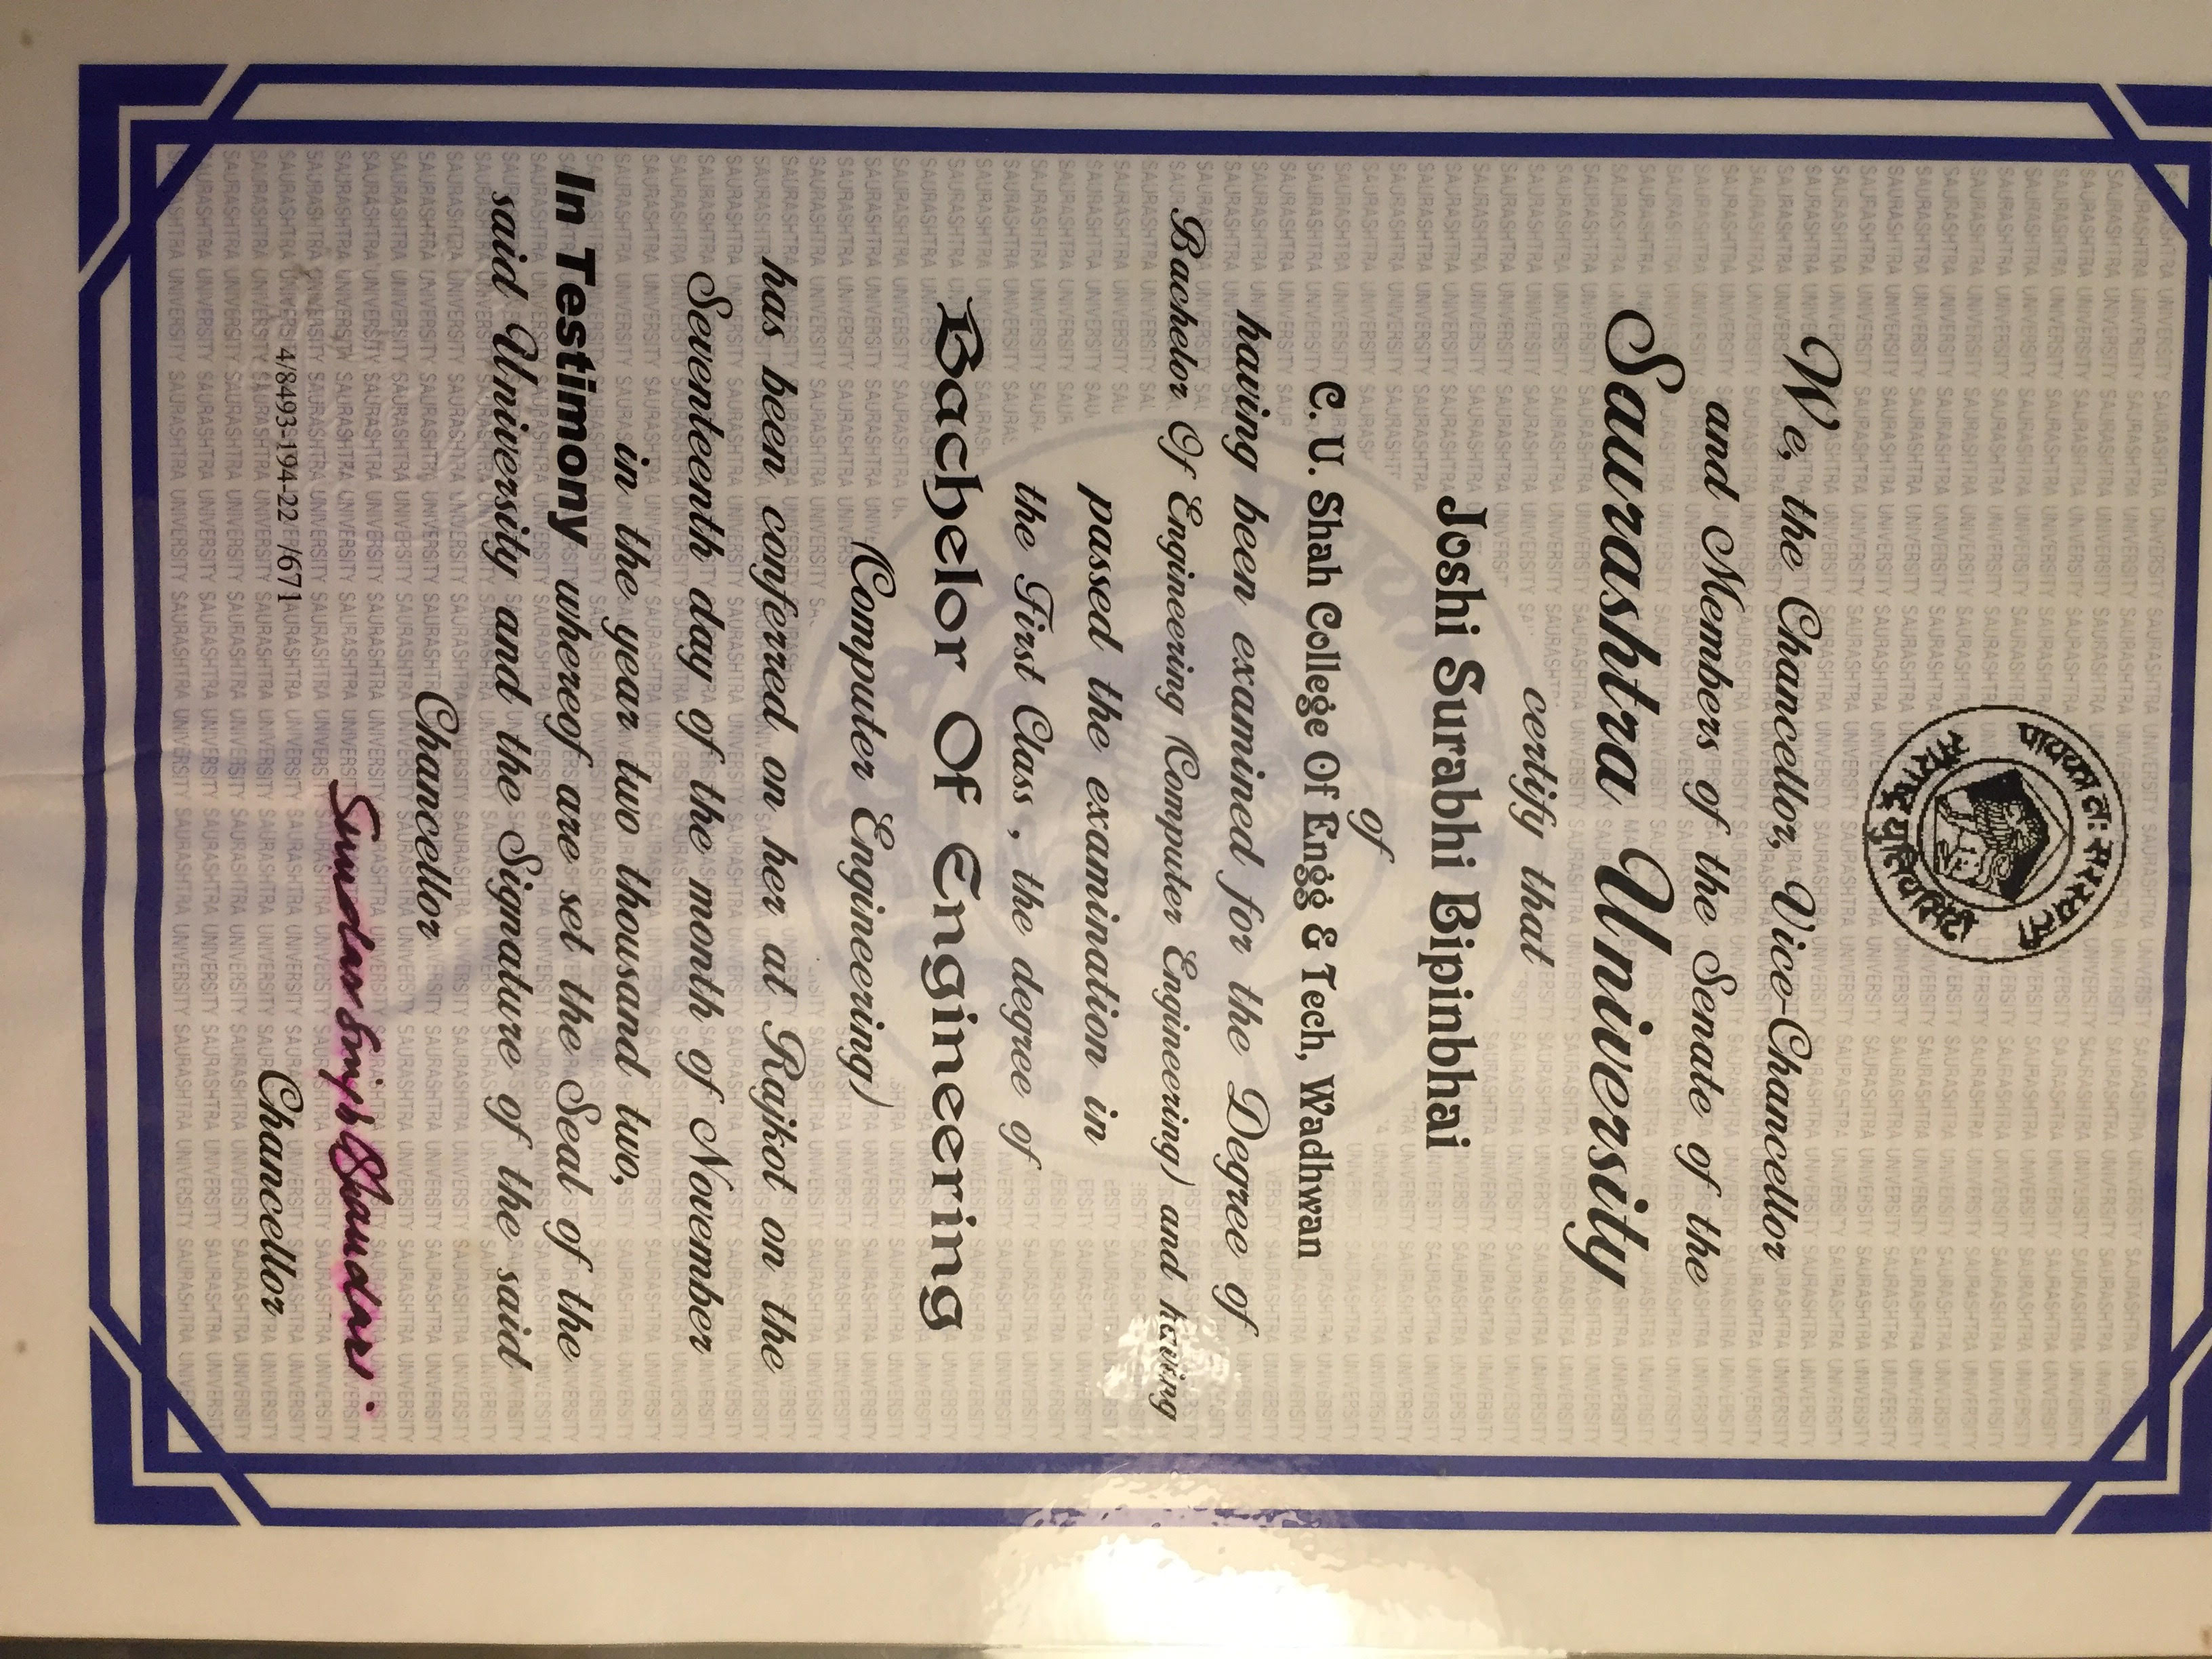 पावका नः सरस्वती
सौराष्ट्र युनिवर्सिटी
We, the Chancellor, Vice-Chancellor
and Members of the Senate of the
Saurashtra University
certify that
Joshi Surabhi Bipinbhai
of
C. U. Shah College Of Engg & Tech, Wadhwan
having been examined for the Degree of
Bachelor Of Engineering (Computer Engineering) and having
passed the examination in
the First Class , the degree of
Bachelor Of Engineering
(Computer Engineering)
has been conferred on her at Rajkot on the
Seventeenth day of the month of November
in the year two thousand two,
In Testimony whereof are set the Seal of the
said University and the Signature of the said
Chancellor
Sundar Singh Bhandari
4/8493-194-22 /671
Chancellor